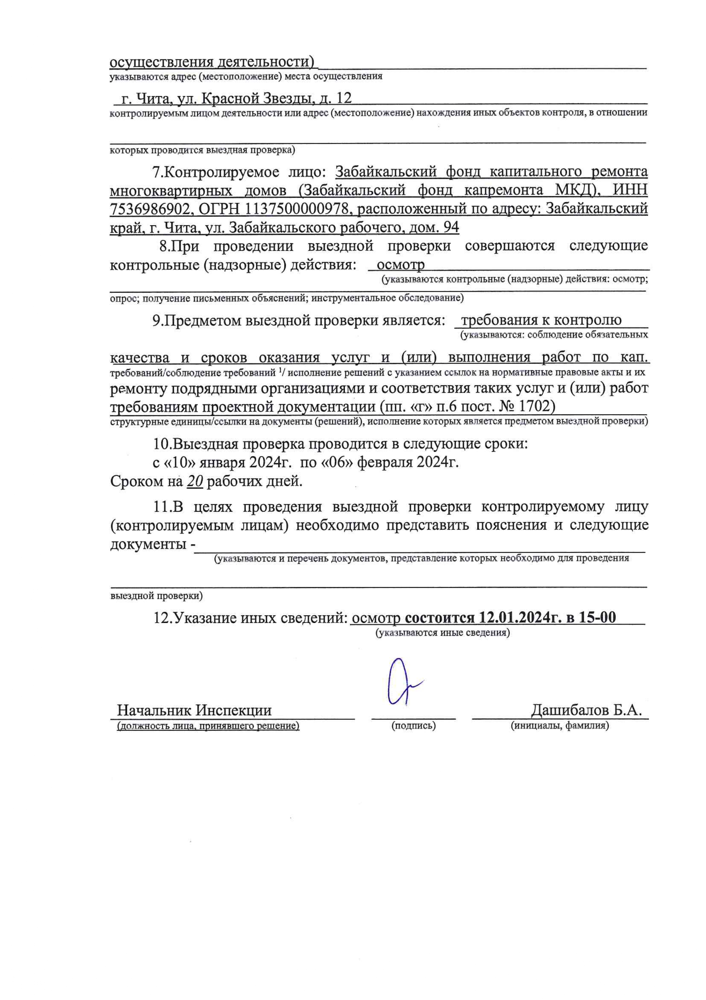 осуществления деятельности)
указываются адрес (местоположение) места осуществления
г. Чита, ул. Красной Звезды, д. 12
контролируемым лицом деятельности или адрес (местоположение) нахождения иных объектов контроля, в отношении
которых проводится выездная проверка)
7.Контролируемое лицо: Забайкальский фонд капитального ремонта
многоквартирных домов (Забайкальский фонд капремонта МКД), ИНН
7536986902, ОГРН 1137500000978, расположенный по адресу: Забайкальский
край, г. Чита, ул. Забайкальского рабочего, дом. 94
8.При проведении выездной проверки совершаются следующие
контрольные (надзорные) действия: осмотр
(указываются контрольные (надзорные) действия: осмотр;
опрос; получение письменных объяснений; инструментальное обследование)
9.Предметом выездной проверки является: требования к контролю
(указываются: соблюдение обязательных
качества и сроков оказания услуг и (или) выполнения работ по кап.
требований/соблюдение требований 1/ исполнение решений с указанием ссылок на нормативные правовые акты и их
ремонту подрядными организациями и соответствия таких услуг и (или) работ
требованиям проектной документации (пп. «г» п.6 пост. № 1702)
структурные единицы/ссылки на документы (решений), исполнение которых является предметом выездной проверки)
10.Выездная проверка проводится в следующие сроки:
с «10» января 2024г. по «06» февраля 2024г.
Сроком на 20 рабочих дней.
11.В целях проведения выездной проверки контролируемому лицу
(контролируемым лицам) необходимо представить пояснения и следующие
документы -
(указываются и перечень документов, представление которых необходимо для проведения
выездной проверки)
12.Указание иных сведений: осмотр состоится 12.01.2024г. в 15-00
(указываются иные сведения)
Начальник Инспекции Дашибалов Б.А.
(должность лица, принявшего решение) (подпись) (инициалы, фамилия)